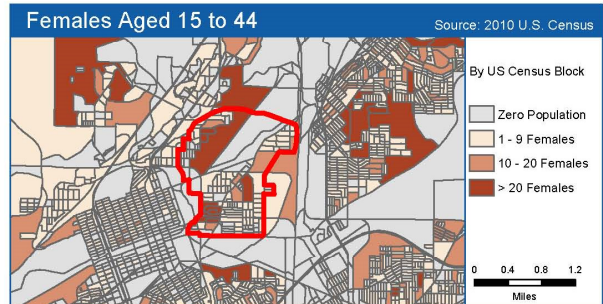 Females Aged 15 to 44
Source: 2010 U.S. Census
By US Census Block
Zero Population
1 - 9 Females
10 - 20 Females
> 20 Females
0 0.4 0.8 1.2
Miles